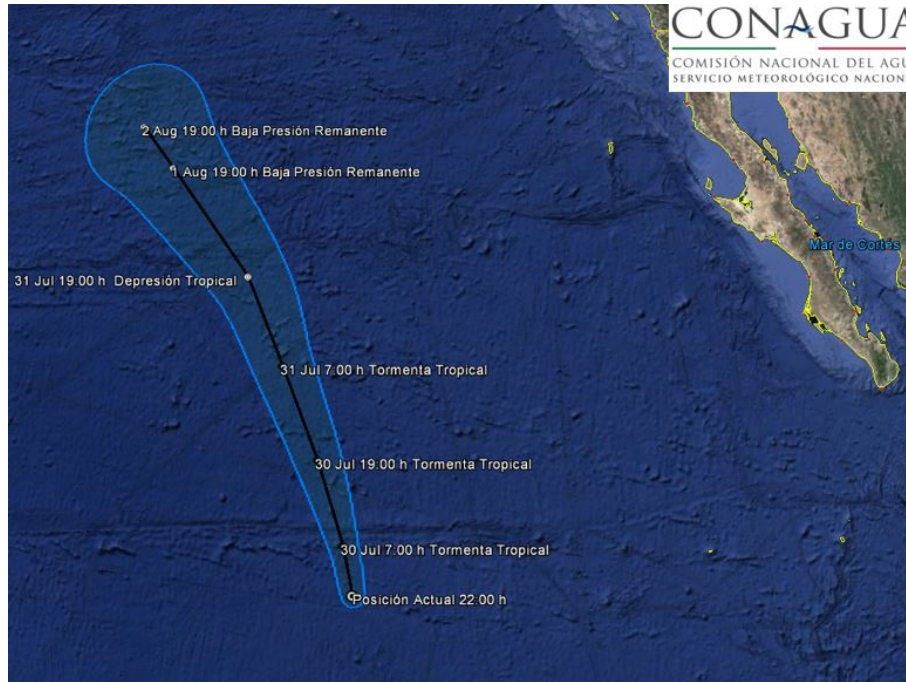 CONAGUA
COMISIÓN NACIONAL DEL AGU
SERVICIO METEOROLÓGICO NACION
2 Aug 19:00 h Baja Presión Remanente
1 Aug 19:00 h Baja Presión Remanente
Mar de Cortés
31 Jul 19:00 h Depresión Tropical
31 Jul 7:00 h Tormenta Tropical
30 Jul 19:00 h Tormenta Tropical
30 Jul 7:00 h Tormenta Tropical
Posición Actual 22:00 h